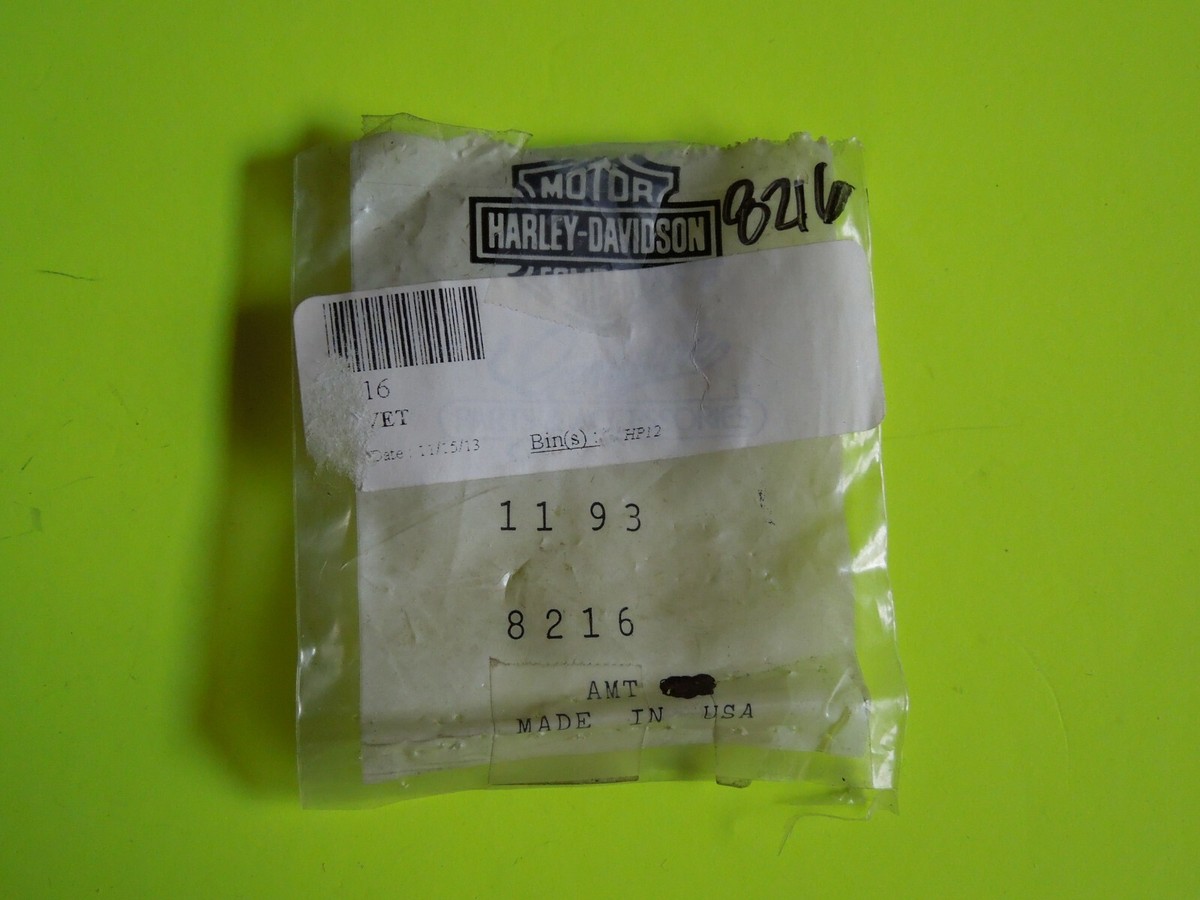 MOTOR
HARLEY-DAVIDSON
8216
16
VET
Date : 11/15/13 Bin(s) : HP12
11 93
8216
AMT
MADE IN USA